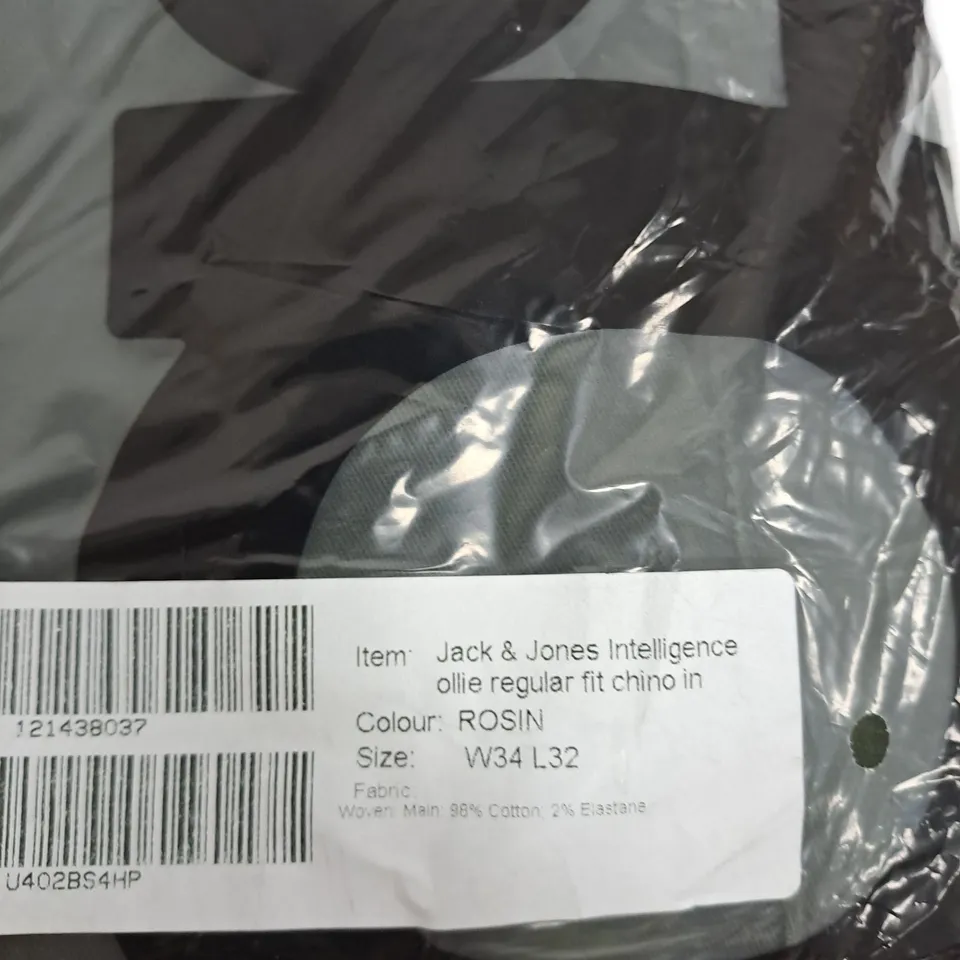 Item: Jack & Jones Intelligence
ollie regular fit chino in
Colour: ROSIN
Size: W34 L32
Fabric
Woven: Main: 98% Cotton, 2% Elastane
121438037
U402BS4HP